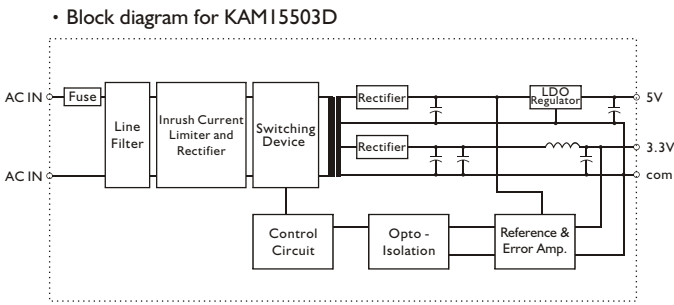 ・Block diagram for KAM15503D
AC IN
Fuse
Line
Filter
Inrush Current
Limiter and
Rectifier
Switching
Device
Rectifier
LDO
Regulator
5V
Rectifier
3.3V
AC IN
com
Control
Circuit
Opto -
Isolation
Reference &
Error Amp.